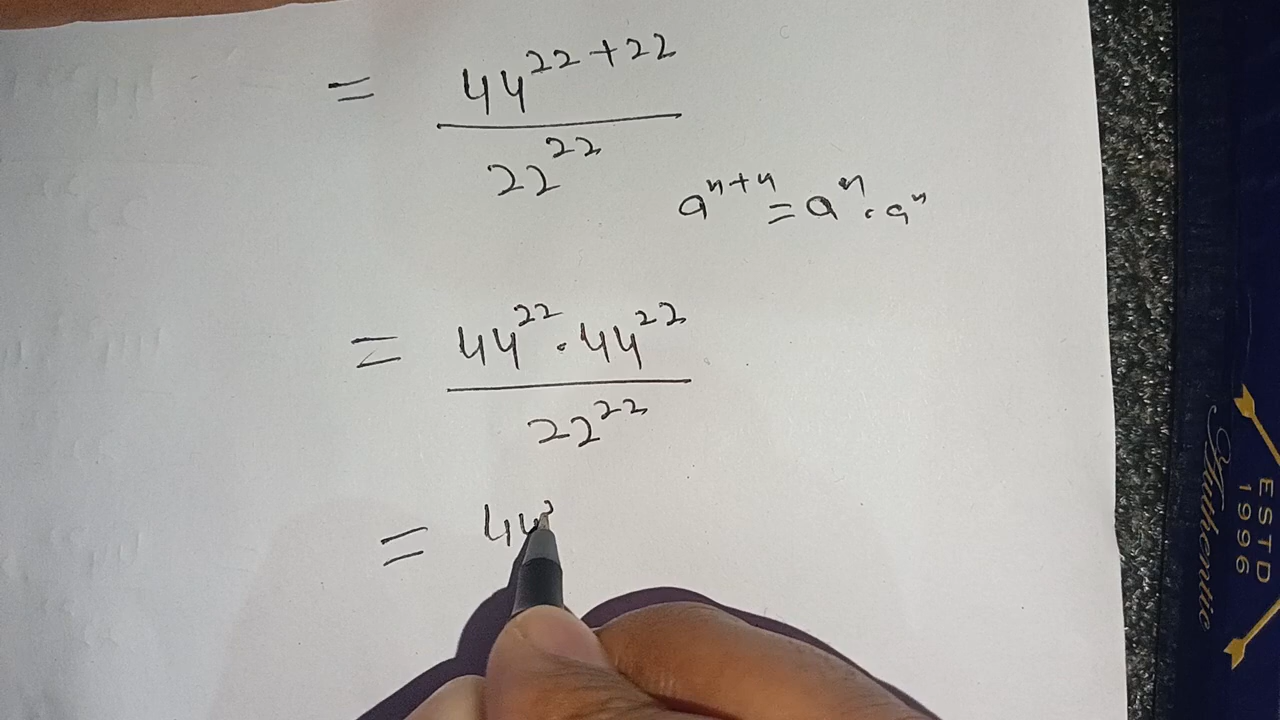 = 44^{22+22}
22^{22}
a^{n+n} = a^n . a^n
= 44^{22} . 44^{22}
22^{22}
= 44
ESTD
1996
Authentic